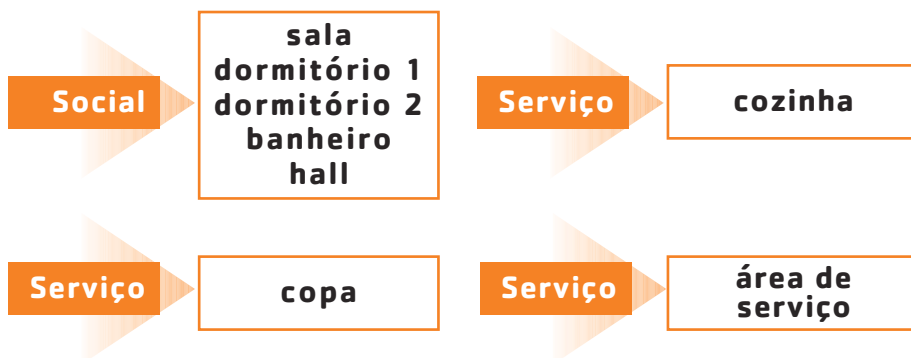 Social
sala
dormitório 1
dormitório 2
banheiro
hall
Serviço
cozinha
Serviço
copa
Serviço
área de
serviço